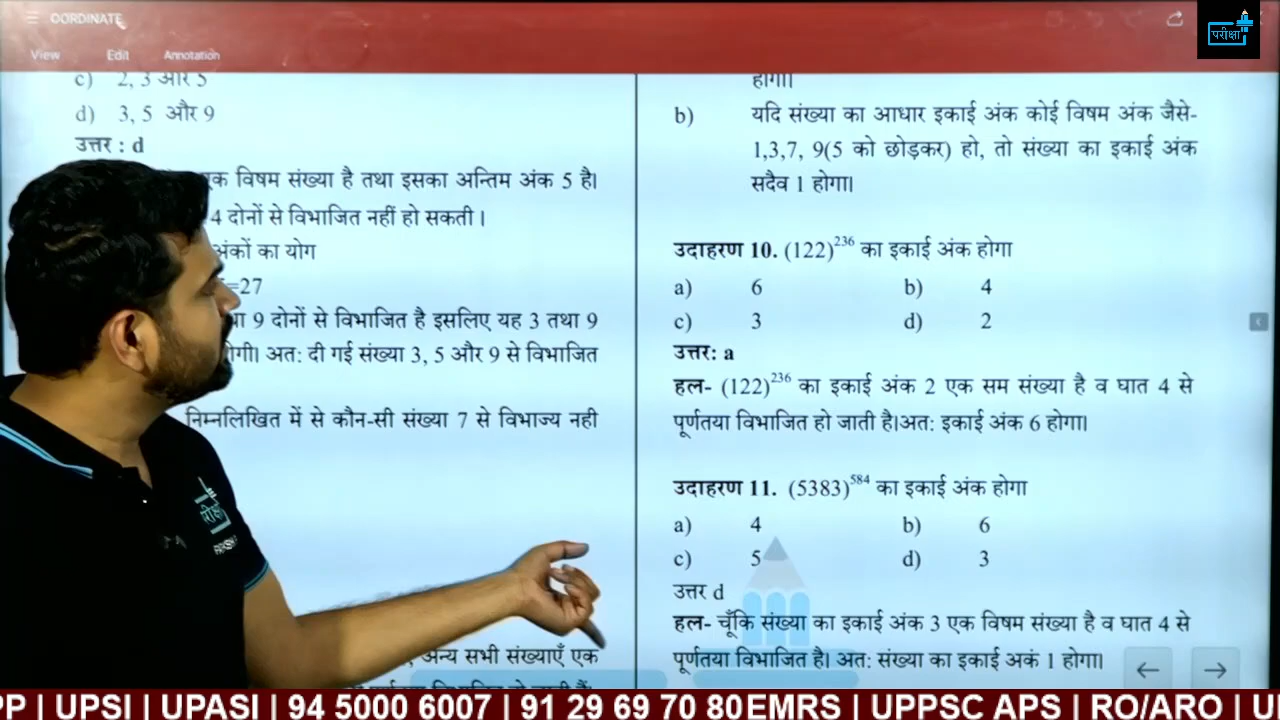 COORDINATE
View Edit Annotation
परीक्षा
c) 2, 3 और 5
d) 3, 5 और 9
उत्तर : d
एक विषम संख्या है तथा इसका अन्तिम अंक 5 है।
4 दोनों से विभाजित नहीं हो सकती ।
अंकों का योग
=27
9 दोनों से विभाजित है इसलिए यह 3 तथा 9
अत: दी गई संख्या 3, 5 और 9 से विभाजित
निम्नलिखित में से कौन-सी संख्या 7 से विभाज्य नही
अन्य सभी संख्याएँ एक
होगा।
b) यदि संख्या का आधार इकाई अंक कोई विषम अंक जैसे-
1,3,7, 9(5 को छोड़कर) हो, तो संख्या का इकाई अंक
सदैव 1 होगा।
उदाहरण 10. (122)^236 का इकाई अंक होगा
a) 6 b) 4
c) 3 d) 2
उत्तर: a
हल- (122)^236 का इकाई अंक 2 एक सम संख्या है व घात 4 से
पूर्णतया विभाजित हो जाती है।अत: इकाई अंक 6 होगा।
उदाहरण 11. (5383)^584 का इकाई अंक होगा
a) 4 b) 6
c) 5 d) 3
उत्तर d
हल- चूँकि संख्या का इकाई अंक 3 एक विषम संख्या है व घात 4 से
पूर्णतया विभाजित है। अत: संख्या का इकाई अकं 1 होगा।
परीक्षा
PP | UPSI | UPASI | 94 5000 6007 | 91 29 69 70 80 EMRS | UPPSC APS | RO/ARO | U